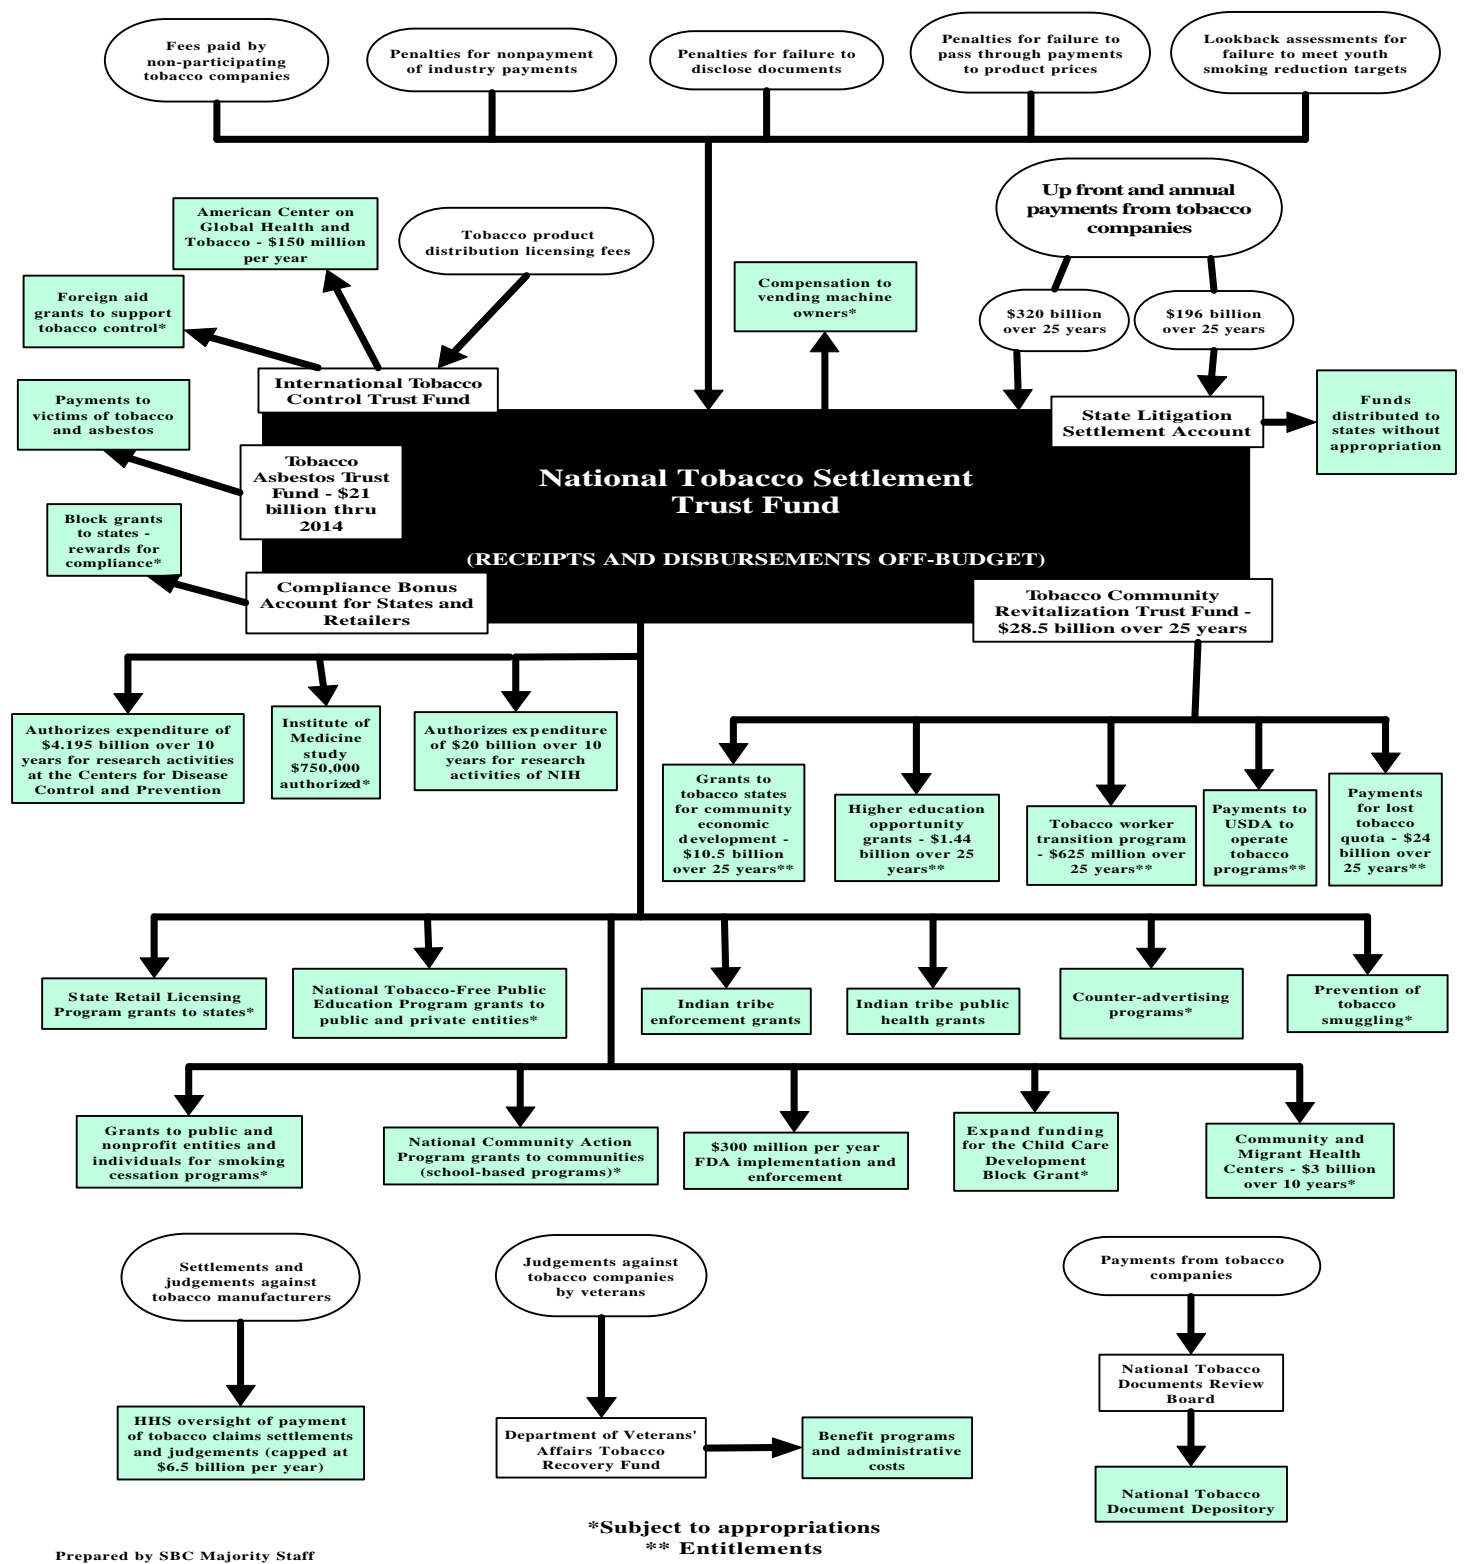 Fees paid by
non-participating
tobacco companies
Penalties for nonpayment
of industry payments
Penalties for failure to
disclose documents
Penalties for failure to
pass through payments
to product prices
Lookback assessments for
failure to meet youth
smoking reduction targets
Up front and annual
payments from tobacco
companies
American Center on
Global Health and
Tobacco - $150 million
per year
Tobacco product
distribution licensing fees
Foreign aid
grants to support
tobacco control*
Compensation to
vending machine
owners*
$320 billion
over 25 years
$196 billion
over 25 years
International Tobacco
Control Trust Fund
Payments to
victims of tobacco
and asbestos
State Litigation
Settlement Account
Funds
distributed to
states without
appropriation
Tobacco
Asbestos Trust
Fund - $21
billion thru
2014
National Tobacco Settlement
Trust Fund
(RECEIPTS AND DISBURSEMENTS OFF-BUDGET)
Block grants
to states -
rewards for
compliance*
Compliance Bonus
Account for States and
Retailers
Tobacco Community
Revitalization Trust Fund -
$28.5 billion over 25 years
Authorizes expenditure of
$4.195 billion over 10
years for research activities
at the Centers for Disease
Control and Prevention
Institute of
Medicine
study
$750,000
authorized*
Authorizes expenditure
of $20 billion over 10
years for research
activities of NIH
Grants to
tobacco states
for community
economic
development -
$10.5 billion
over 25 years**
Higher education
opportunity
grants - $1.44
billion over 25
years**
Tobacco worker
transition program
- $625 million over
25 years**
Payments to
USDA to
operate
tobacco
programs**
Payments
for lost
tobacco
quota - $24
billion over
25 years**
State Retail Licensing
Program grants to states*
National Tobacco-Free Public
Education Program grants to
public and private entities*
Indian tribe
enforcement grants
Indian tribe public
health grants
Counter-advertising
programs*
Prevention of
tobacco
smuggling*
Grants to public and
nonprofit entities and
individuals for smoking
cessation programs*
National Community Action
Program grants to communities
(school-based programs)*
$300 million per year
FDA implementation and
enforcement
Expand funding
for the Child Care
Development
Block Grant*
Community and
Migrant Health
Centers - $3 billion
over 10 years*
Settlements and
judgements against
tobacco manufacturers
Judgements against
tobacco companies
by veterans
Payments from tobacco
companies
National Tobacco
Documents Review
Board
HHS oversight of payment
of tobacco claims settlements
and judgements (capped at
$6.5 billion per year)
Department of Veterans'
Affairs Tobacco
Recovery Fund
Benefit programs
and administrative
costs
National Tobacco
Document Depository
*Subject to appropriations
** Entitlements
Prepared by SBC Majority Staff